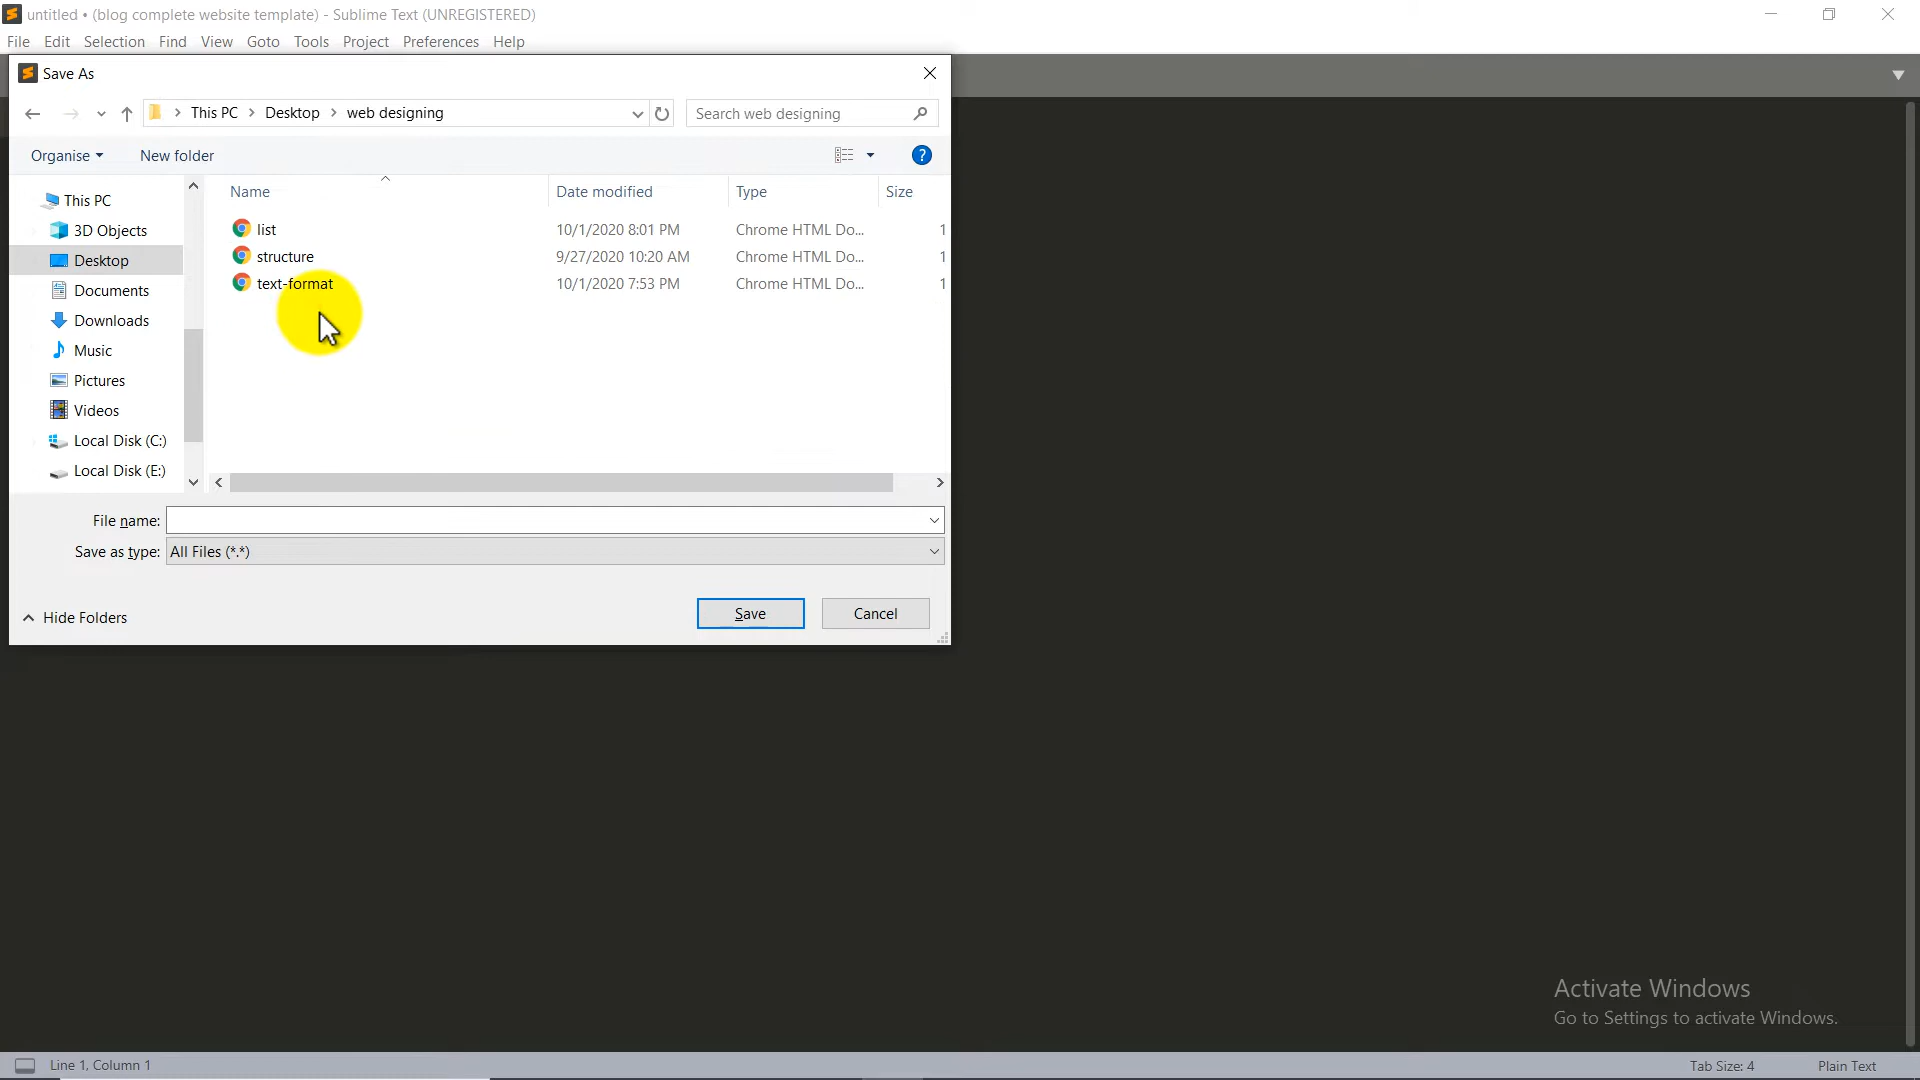 untitled • (blog complete website template) - Sublime Text (UNREGISTERED)
File Edit Selection Find View Goto Tools Project Preferences Help
Save As
This PC > Desktop > web designing
Search web designing
Organise New folder
?
Name Date modified Type Size
This PC
3D Objects
Desktop
Documents
Downloads
Music
Pictures
Videos
Local Disk (C:)
Local Disk (E:)
list 10/1/2020 8:01 PM Chrome HTML Do... 1
structure 9/27/2020 10:20 AM Chrome HTML Do... 1
text-format 10/1/2020 7:53 PM Chrome HTML Do... 1
File name:
Save as type: All Files (*.*)
Hide Folders
Save Cancel
Activate Windows
Go to Settings to activate Windows.
Line 1, Column 1 Tab Size: 4 Plain Text